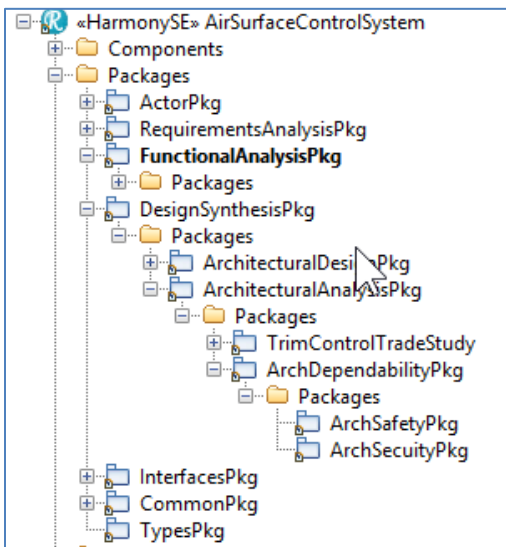 «HarmonySE» AirSurfaceControlSystem
Components
Packages
ActorPkg
RequirementsAnalysisPkg
FunctionalAnalysisPkg
Packages
DesignSynthesisPkg
Packages
ArchitecturalDesignPkg
ArchitecturalAnalysisPkg
Packages
TrimControlTradeStudy
ArchDependabilityPkg
Packages
ArchSafetyPkg
ArchSecuityPkg
InterfacesPkg
CommonPkg
TypesPkg